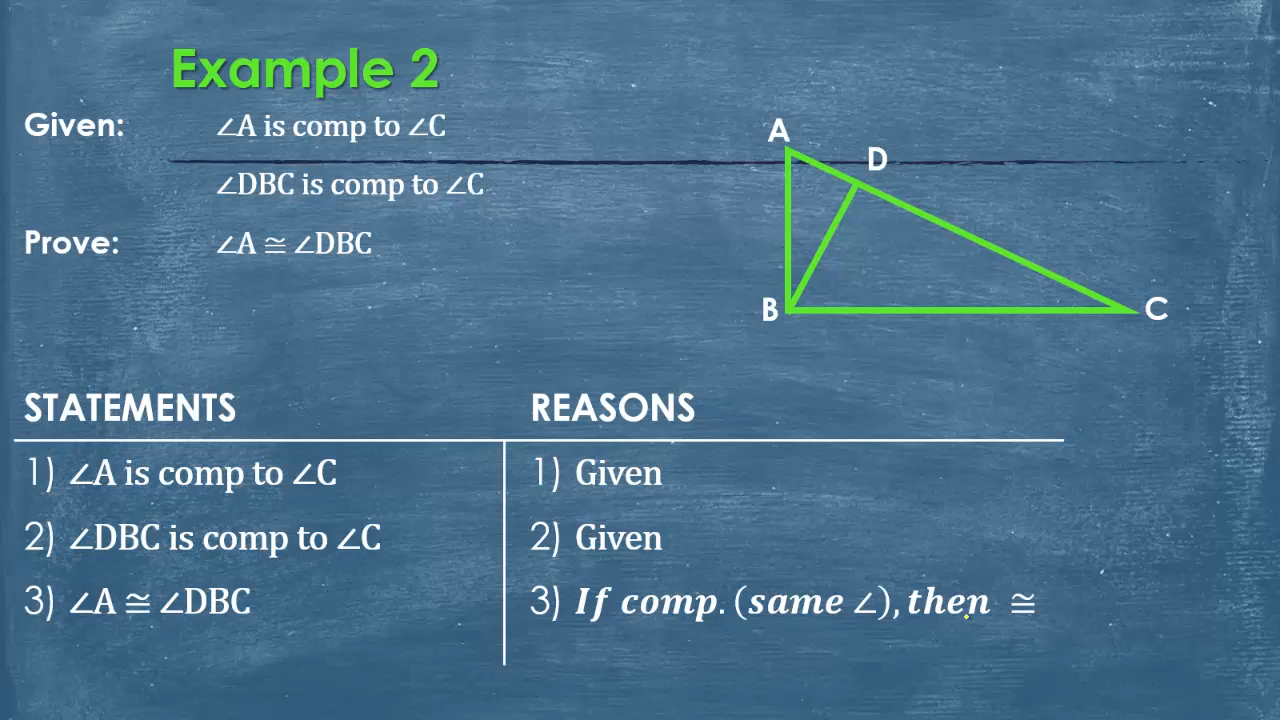 Example 2
Given: ∠A is comp to ∠C
∠DBC is comp to ∠C
Prove: ∠A ≅ ∠DBC
A
D
B
C
STATEMENTS REASONS
1) ∠A is comp to ∠C 1) Given
2) ∠DBC is comp to ∠C 2) Given
3) ∠A ≅ ∠DBC 3) If comp. (same ∠), then ≅